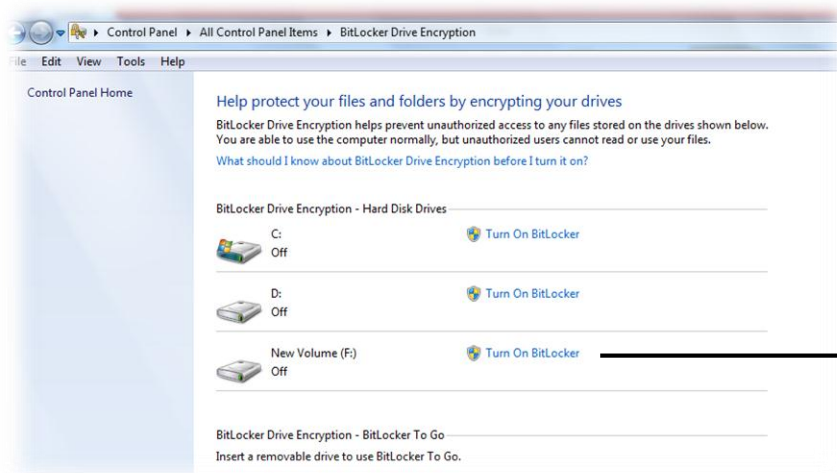 Control Panel ▸ All Control Panel Items ▸ BitLocker Drive Encryption
File Edit View Tools Help
Control Panel Home
Help protect your files and folders by encrypting your drives
BitLocker Drive Encryption helps prevent unauthorized access to any files stored on the drives shown below.
You are able to use the computer normally, but unauthorized users cannot read or use your files.
What should I know about BitLocker Drive Encryption before I turn it on?
BitLocker Drive Encryption - Hard Disk Drives
C: Turn On BitLocker
Off
D: Turn On BitLocker
Off
New Volume (F:) Turn On BitLocker
Off
BitLocker Drive Encryption - BitLocker To Go
Insert a removable drive to use BitLocker To Go.